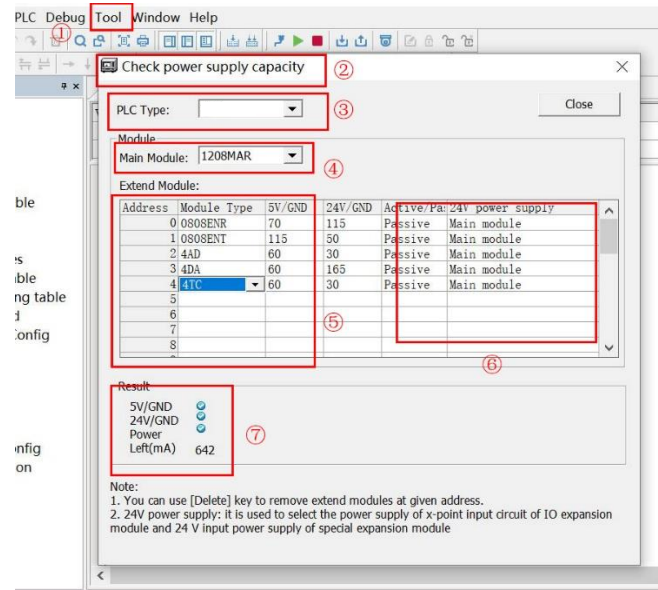 PLC Debug Tool Window Help
①
Check power supply capacity
②
PLC Type:
③
Close
Module
Main Module: 1208MAR
④
Extend Module:
Address Module Type 5V/GND 24V/GND Active/Pa: 24V power supply
0 0808ENR 70 115 Passive Main module
1 0808ENT 115 50 Passive Main module
2 4AD 60 30 Passive Main module
3 4DA 60 165 Passive Main module
4 4TC 60 30 Passive Main module
5
6
7
8
⑤
⑥
Result
5V/GND
24V/GND
Power
Left(mA) 642
⑦
Note:
1. You can use [Delete] key to remove extend modules at given address.
2. 24V power supply: it is used to select the power supply of x-point input circuit of IO expansion
module and 24 V input power supply of special expansion module
ble
es
able
ng table
d
Config
nfig
on